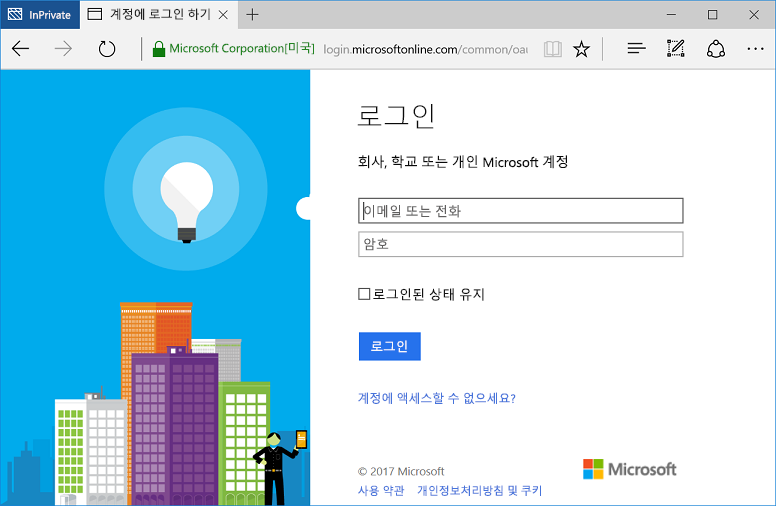 InPrivate
계정에 로그인 하기
Microsoft Corporation[미국]
login.microsoftonline.com/common/oau
로그인
회사, 학교 또는 개인 Microsoft 계정
이메일 또는 전화
암호
로그인된 상태 유지
로그인
계정에 액세스할 수 없으세요?
© 2017 Microsoft
사용 약관 개인정보처리방침 및 쿠키
Microsoft